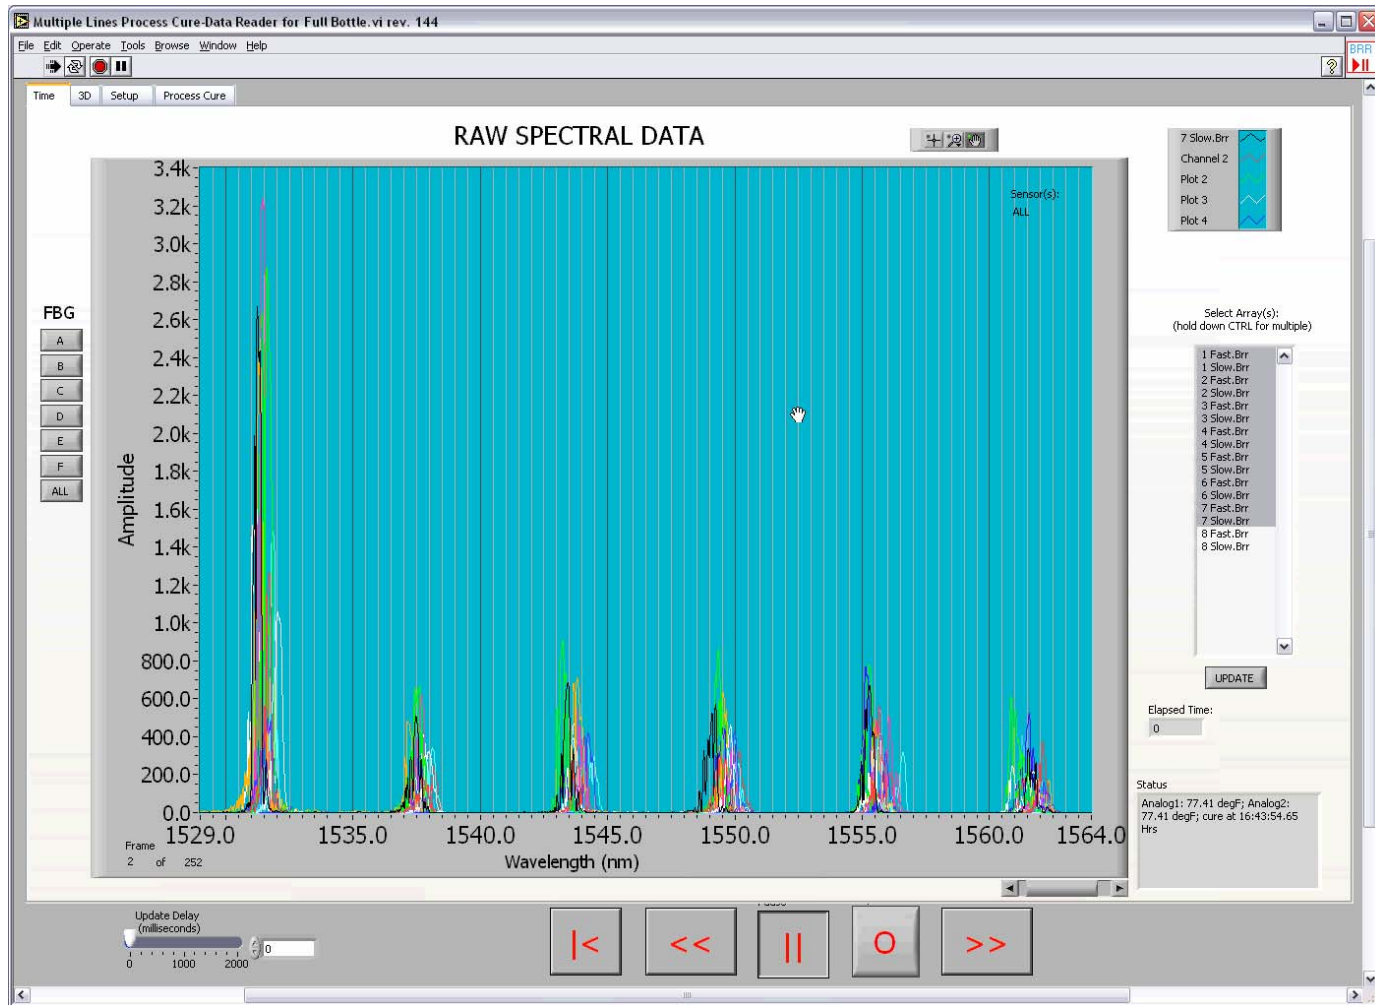 Multiple Lines Process Cure-Data Reader for Full Bottle.vi rev. 144
File Edit Operate Tools Browse Window Help
BRR
Time 3D Setup Process Cure
RAW SPECTRAL DATA
7 Slow.Brr
Channel 2
Plot 2
Plot 3
Plot 4
Sensor(s):
ALL
FBG
A
B
C
D
E
F
ALL
Amplitude
3.4k
3.2k
3.0k
2.8k
2.6k
2.4k
2.2k
2.0k
1.8k
1.6k
1.4k
1.2k
1.0k
800.0
600.0
400.0
200.0
0.0
1529.0 1535.0 1540.0 1545.0 1550.0 1555.0 1560.0 1564.0
Wavelength (nm)
Frame
2 of 252
Select Array(s):
(hold down CTRL for multiple)
1 Fast.Brr
1 Slow.Brr
2 Fast.Brr
2 Slow.Brr
3 Fast.Brr
3 Slow.Brr
4 Fast.Brr
4 Slow.Brr
5 Fast.Brr
5 Slow.Brr
6 Fast.Brr
6 Slow.Brr
7 Fast.Brr
7 Slow.Brr
8 Fast.Brr
8 Slow.Brr
UPDATE
Elapsed Time:
0
Status
Analog1: 77.41 degF; Analog2:
77.41 degF; cure at 16:43:54.65
Hrs
Update Delay
(milliseconds)
0 1000 2000
0
|< << || O >>